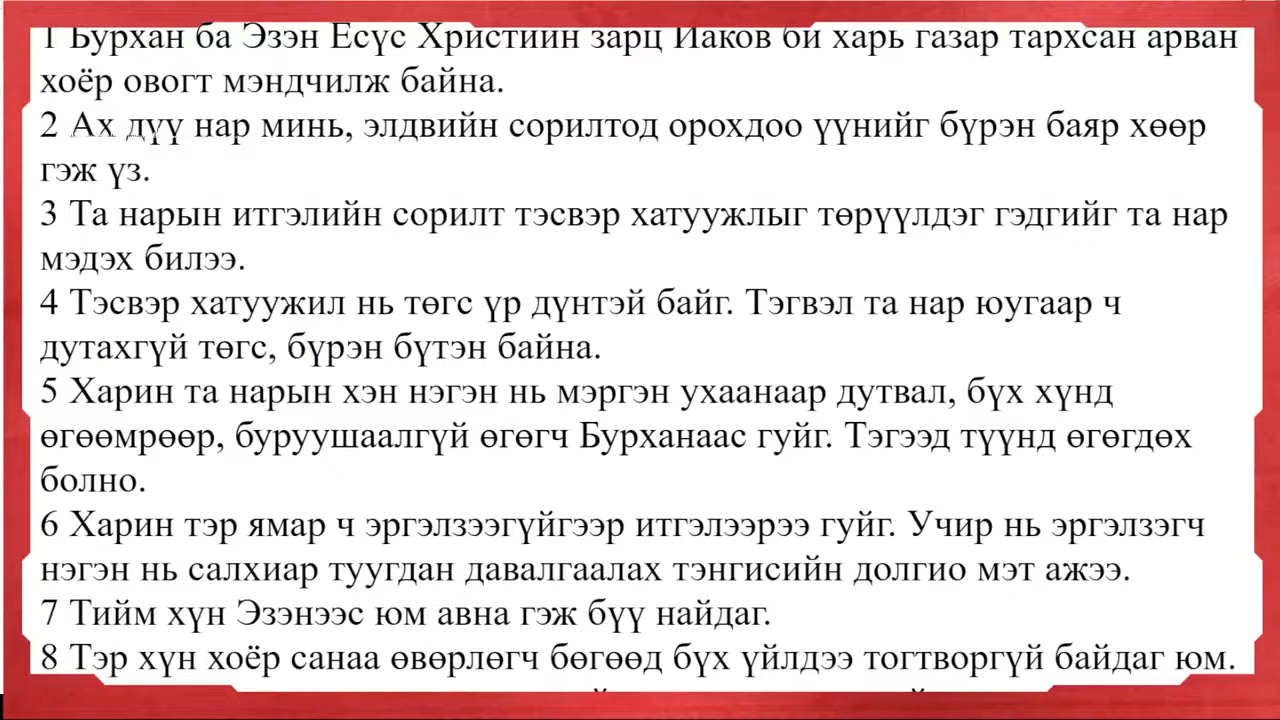 1 Бурхан ба Эзэн Есүс Христийн зарц Иаков би харь газар тархсан арван
хоёр овогт мэндчилж байна.
2 Ах дүү нар минь, элдвийн сорилтод орохдоо үүнийг бүрэн баяр хөөр
гэж үз.
3 Та нарын итгэлийн сорилт тэсвэр хатуужлыг төрүүлдэг гэдгийг та нар
мэдэх билээ.
4 Тэсвэр хатуужил нь төгс үр дүнтэй байг. Тэгвэл та нар юугаар ч
дутахгүй төгс, бүрэн бүтэн байна.
5 Харин та нарын хэн нэгэн нь мэргэн ухаанаар дутвал, бүх хүнд
өгөөмрөөр, буруушаалгүй өгөгч Бурханаас гуйг. Тэгээд түүнд өгөгдөх
болно.
6 Харин тэр ямар ч эргэлзээгүйгээр итгэлээрээ гуйг. Учир нь эргэлзэгч
нэгэн нь салхиар туугдан давалгаалах тэнгисийн долгио мэт ажээ.
7 Тийм хүн Эзэнээс юм авна гэж бүү найдаг.
8 Тэр хүн хоёр санаа өвөрлөгч бөгөөд бүх үйлдээ тогтворгүй байдаг юм.